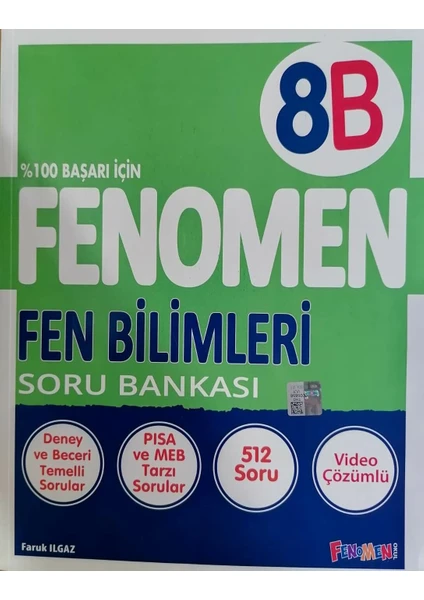 8B
%100 BAŞARI İÇİN
FENOMEN
FEN BİLİMLERİ
SORU BANKASI
Deney
ve Beceri
Temelli
Sorular
PISA
ve MEB
Tarzı
Sorular
512
Soru
Video
Çözümlü
Faruk ILGAZ
FENOMEN
OKUL